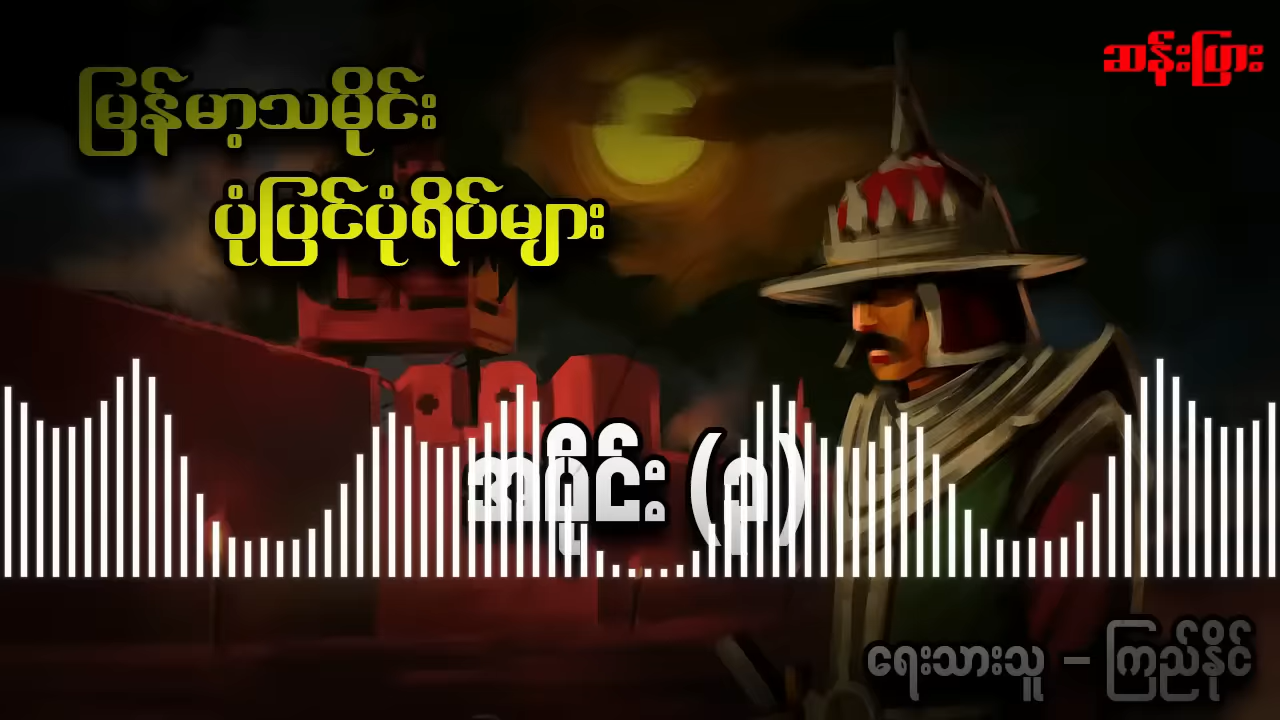 ဆန်းပြား
မြန်မာ့သမိုင်း
ပုံပြင်ပုံရိပ်များ
အပိုင်း (၃)
ရေးသားသူ - ကြည်နိုင်